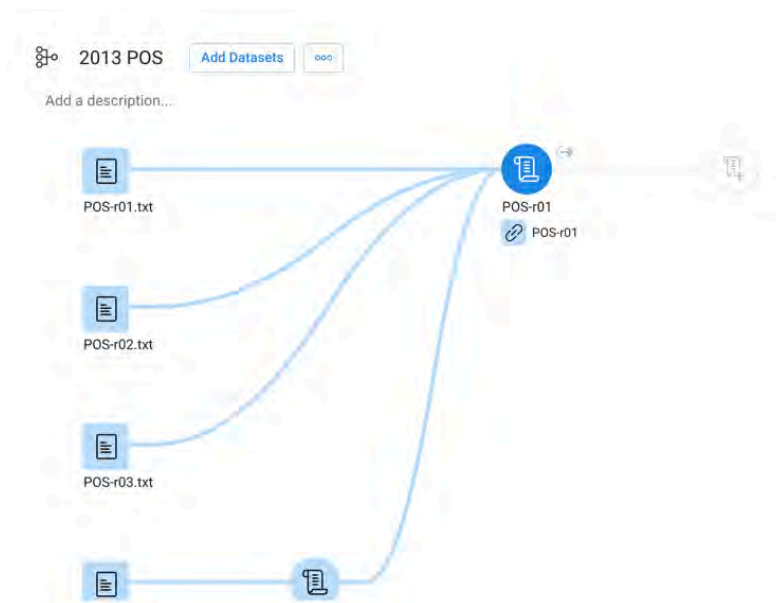 2013 POS Add Datasets ooo
Add a description...
POS-r01.txt
POS-r01
POS-r01
POS-r02.txt
POS-r03.txt